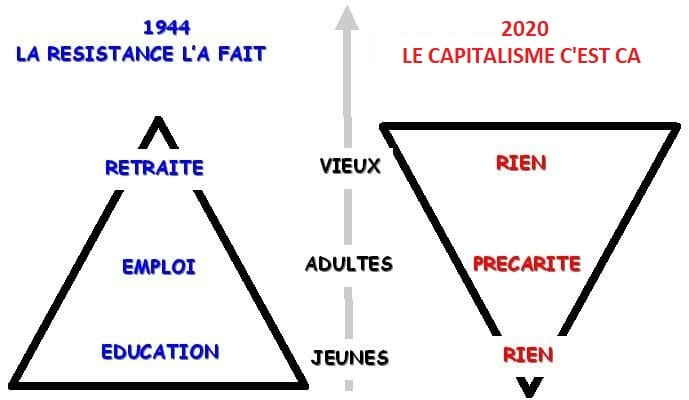 1944
LA RESISTANCE L'A FAIT
2020
LE CAPITALISME C'EST CA
RETRAITE
VIEUX
RIEN
EMPLOI
ADULTES
PRECARITE
EDUCATION
JEUNES
RIEN